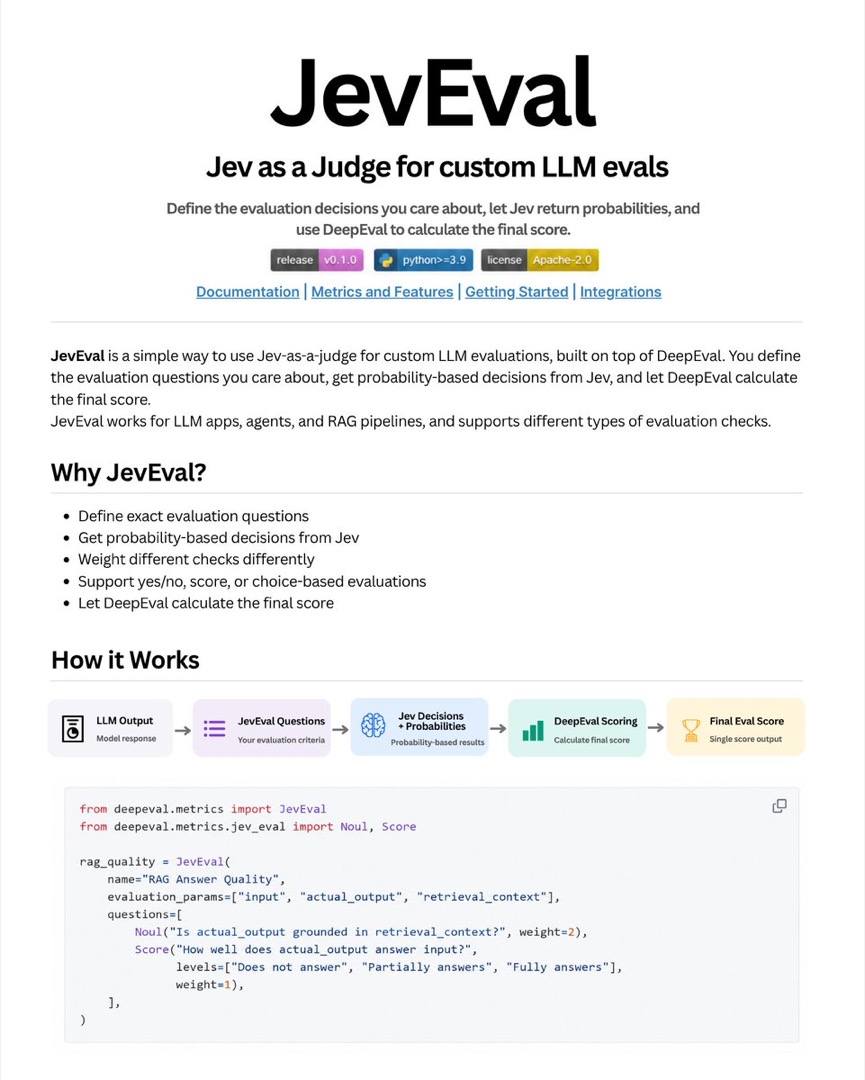 JevEval
Jev as a Judge for custom LLM evals
Define the evaluation decisions you care about, let Jev return probabilities, and
use DeepEval to calculate the final score.
release v0.1.0 python>=3.9 license Apache-2.0
Documentation | Metrics and Features | Getting Started | Integrations
JevEval is a simple way to use Jev-as-a-judge for custom LLM evaluations, built on top of DeepEval. You define
the evaluation questions you care about, get probability-based decisions from Jev, and let DeepEval calculate
the final score.
JevEval works for LLM apps, agents, and RAG pipelines, and supports different types of evaluation checks.
Why JevEval?
• Define exact evaluation questions
• Get probability-based decisions from Jev
• Weight different checks differently
• Support yes/no, score, or choice-based evaluations
• Let DeepEval calculate the final score
How it Works
LLM Output
Model response
JevEval Questions
Your evaluation criteria
Jev Decisions
+ Probabilities
Probability-based results
DeepEval Scoring
Calculate final score
Final Eval Score
Single score output
from deepeval.metrics import JevEval
from deepeval.metrics.jev_eval import Noul, Score
rag_quality = JevEval(
    name="RAG Answer Quality",
    evaluation_params=["input", "actual_output", "retrieval_context"],
    questions=[
        Noul("Is actual_output grounded in retrieval_context?", weight=2),
        Score("How well does actual_output answer input?",
              levels=["Does not answer", "Partially answers", "Fully answers"],
              weight=1),
    ],
)